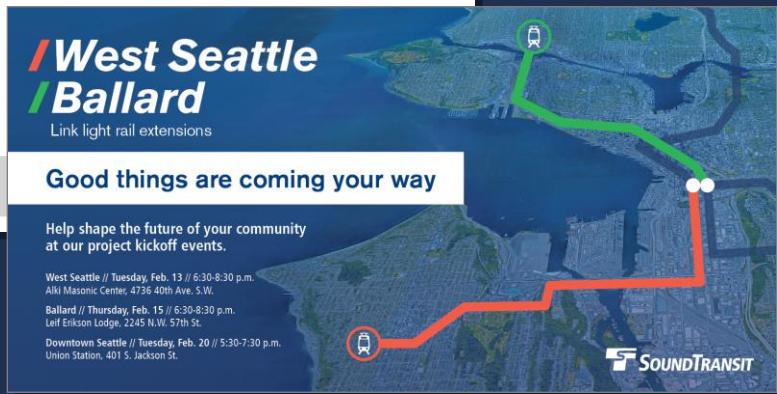 /West Seattle
/Ballard
Link light rail extensions
Good things are coming your way
Help shape the future of your community
at our project kickoff events.
West Seattle // Tuesday, Feb. 13 // 6:30-8:30 p.m.
Alki Masonic Center, 4736 40th Ave. S.W.
Ballard // Thursday, Feb. 15 // 6:30-8:30 p.m.
Leif Erikson Lodge, 2245 N.W. 57th St.
Downtown Seattle // Tuesday, Feb. 20 // 5:30-7:30 p.m.
Union Station, 401 S. Jackson St.
SOUNDTRANSIT